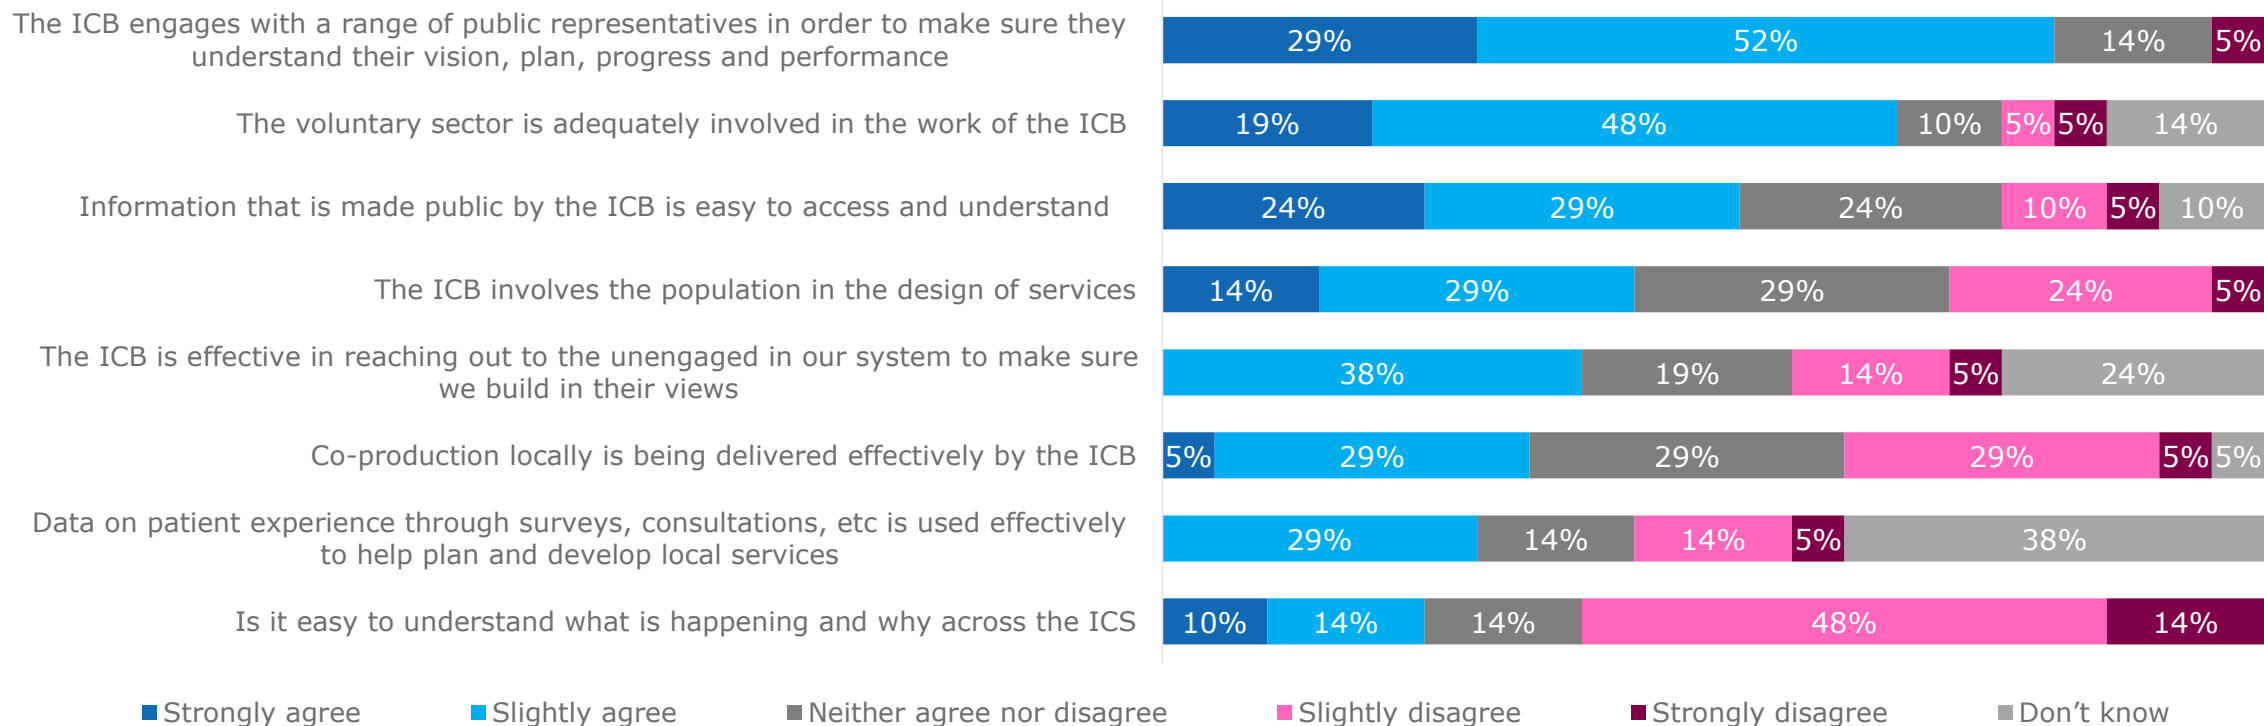 The ICB engages with a range of public representatives in order to make sure they
understand their vision, plan, progress and performance
29% 52% 14% 5%
The voluntary sector is adequately involved in the work of the ICB
19% 48% 10% 5% 5% 14%
Information that is made public by the ICB is easy to access and understand
24% 29% 24% 10% 5% 10%
The ICB involves the population in the design of services
14% 29% 29% 24% 5%
The ICB is effective in reaching out to the unengaged in our system to make sure
we build in their views
38% 19% 14% 5% 24%
Co-production locally is being delivered effectively by the ICB
5% 29% 29% 29% 5% 5%
Data on patient experience through surveys, consultations, etc is used effectively
to help plan and develop local services
29% 14% 14% 5% 38%
Is it easy to understand what is happening and why across the ICS
10% 14% 14% 48% 14%
Strongly agree Slightly agree Neither agree nor disagree Slightly disagree Strongly disagree Don’t know